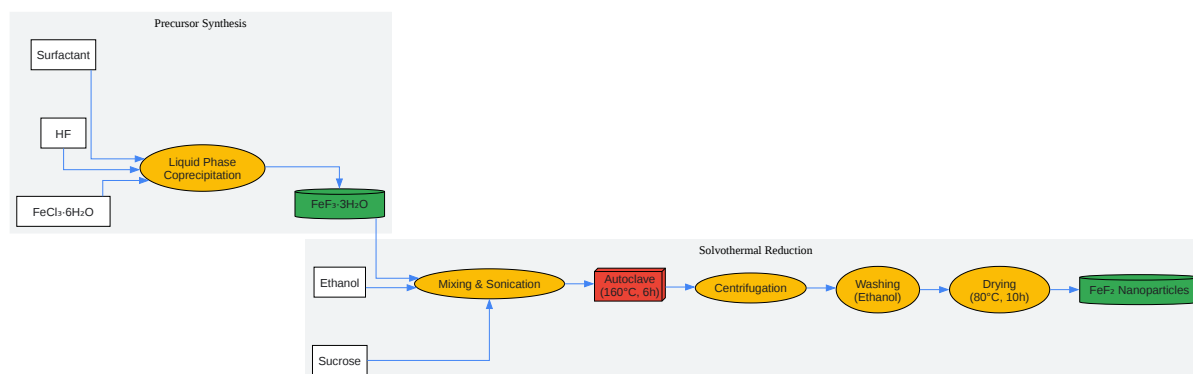 Precursor Synthesis
Surfactant
HF
Liquid Phase
Coprecipitation
FeF₃·3H₂O
FeCl₃·6H₂O
Solvothermal Reduction
Ethanol
Mixing & Sonication
Autoclave
(160°C, 6h)
Centrifugation
Washing
(Ethanol)
Drying
(80°C, 10h)
FeF₂ Nanoparticles
Sucrose